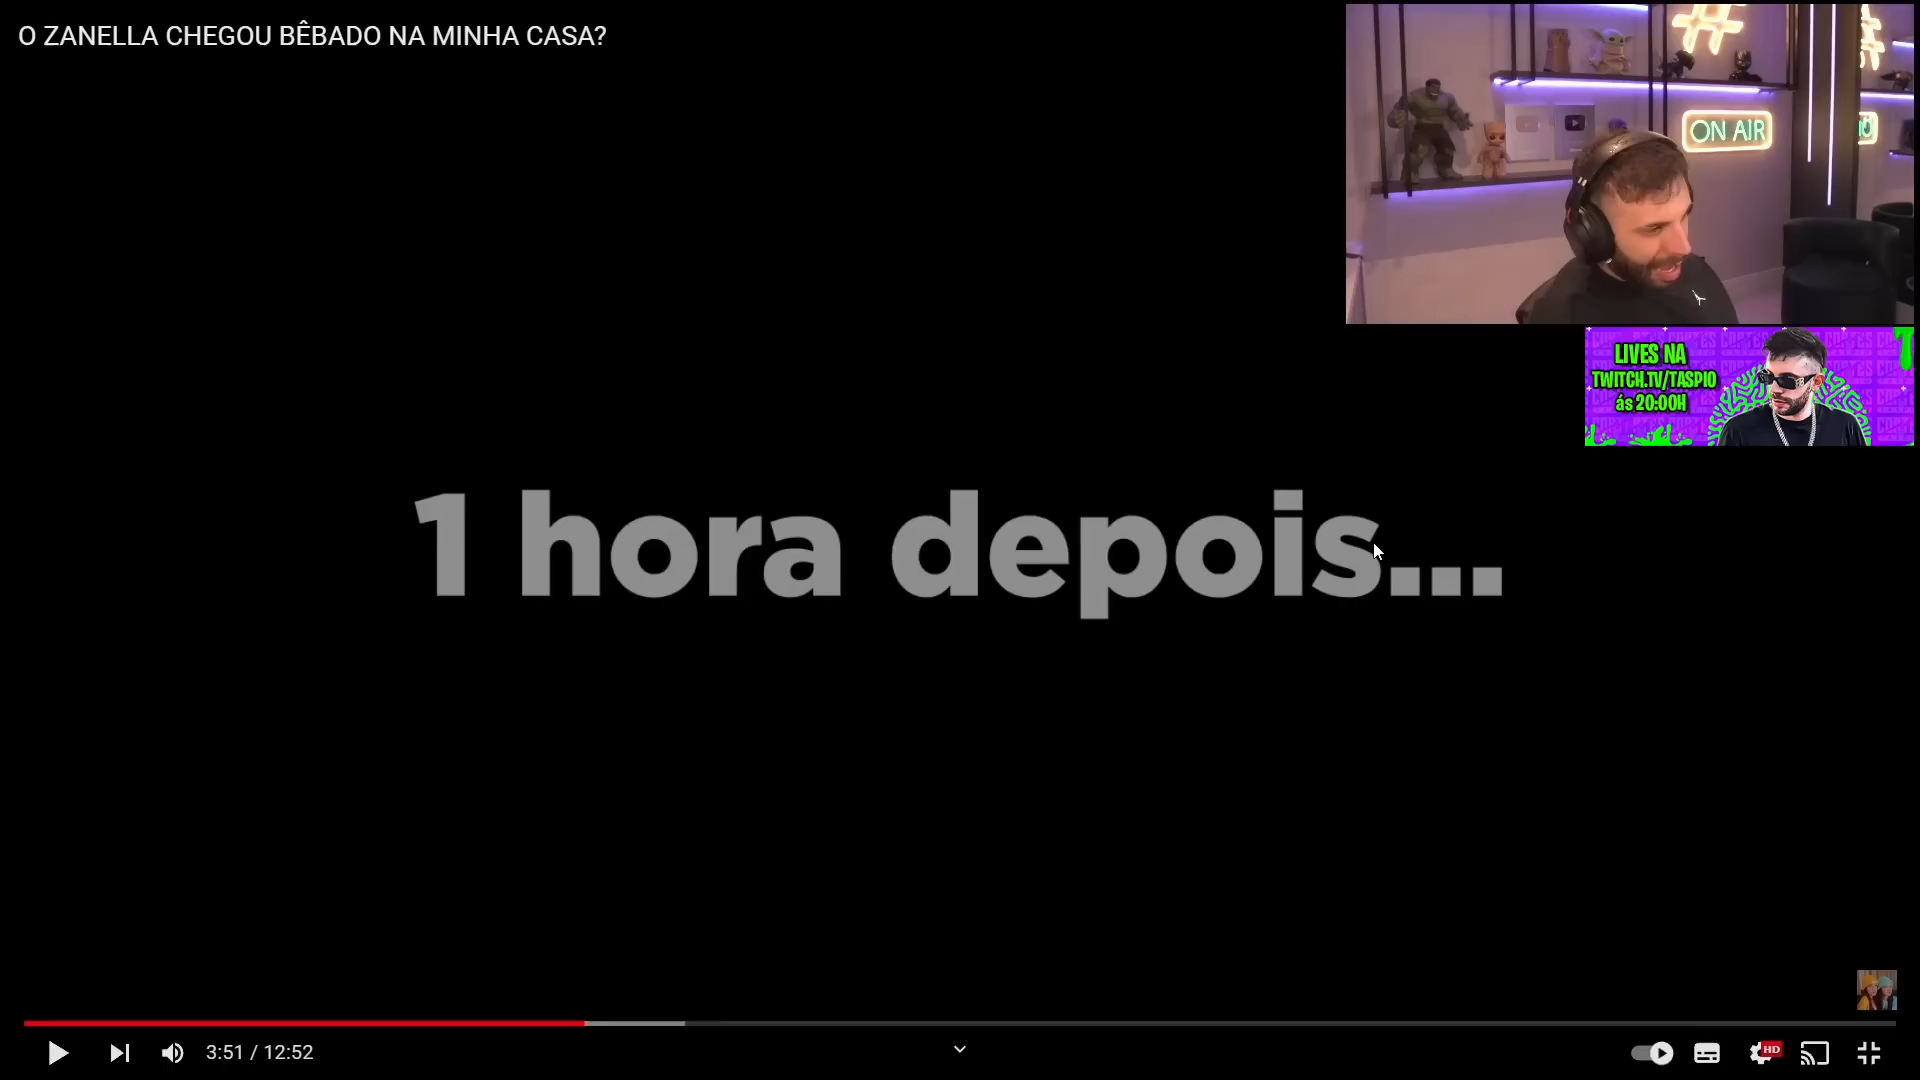 O ZANELLA CHEGOU BÊBADO NA MINHA CASA?
ON AIR
LIVES NA
TWITCH.TV/TASPIO
ás 20:00H
1 hora depois...
3:51 / 12:52
HD